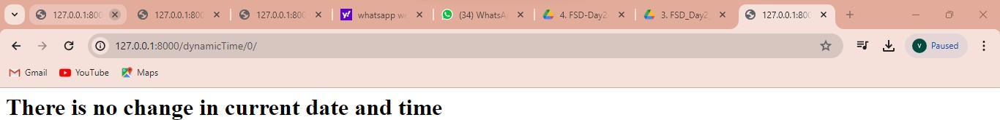 127.0.0.1:800 127.0.0.1:800 127.0.0.1:800 whatsapp we (34) WhatsA 4. FSD-Day2 3. FSD_Day2 127.0.0.1:800
127.0.0.1:8000/dynamicTime/0/ V Paused
Gmail YouTube Maps
There is no change in current date and time